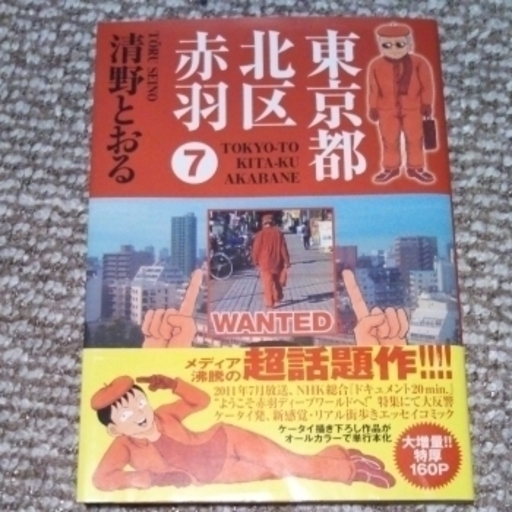 東京都
北区
赤羽
7
TOKYO-TO
KITA-KU
AKABANE
清野とおる
TŌRU SEINO
WANTED
メディア
沸騰の
超話題作!!!!
2011年7月放送、NHK総合「ドキュメント20min.」
"ようこそ赤羽ディープワールドへ!" 特集にて大反響
ケータイ発、新感覚・リアル街歩きエッセイコミック
ケータイ描き下ろし作品が
オールカラーで単行本化
大増量!!
特厚
160P